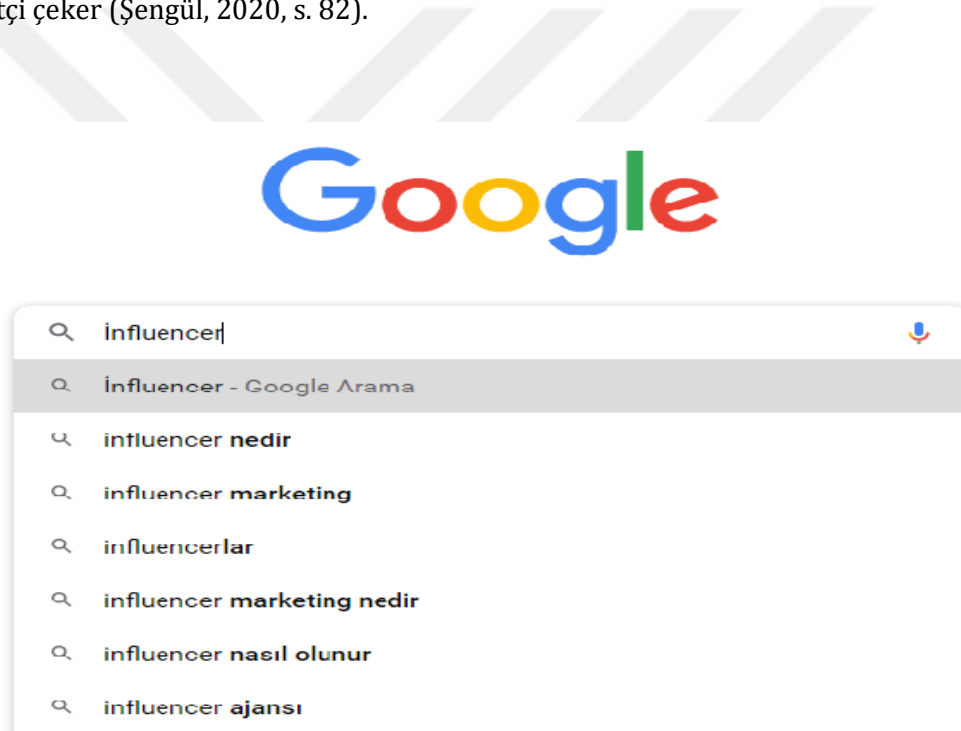 tçi çeker (Şengül, 2020, s. 82).
Google
İnfluencer
İnfluencer - Google Arama
influencer nedir
influencer marketing
influencerlar
influencer marketing nedir
influencer nasıl olunur
influencer ajansı